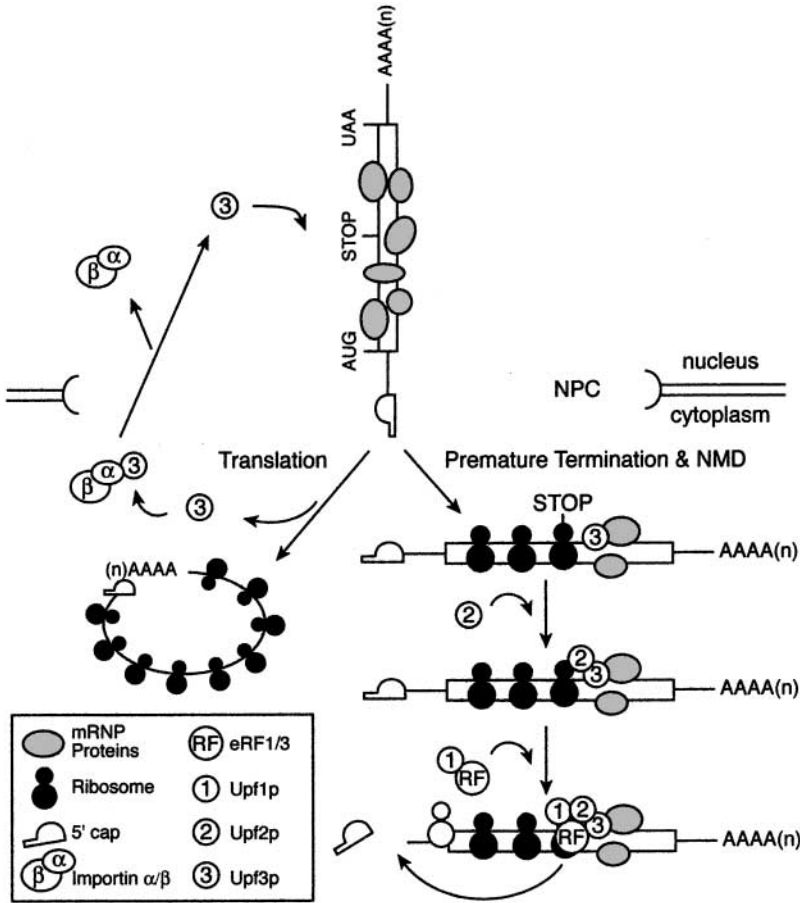 AAAA(n)
UAA
STOP
AUG
3
β α
NPC
nucleus
cytoplasm
β α 3
3
Translation
Premature Termination & NMD
STOP
3
AAAA(n)
(n)AAAA
2
2
3
AAAA(n)
1
RF
1 2
3
RF
AAAA(n)
mRNP
Proteins
RF eRF1/3
Ribosome
1 Upf1p
5' cap
2 Upf2p
β α Importin α/β
3 Upf3p